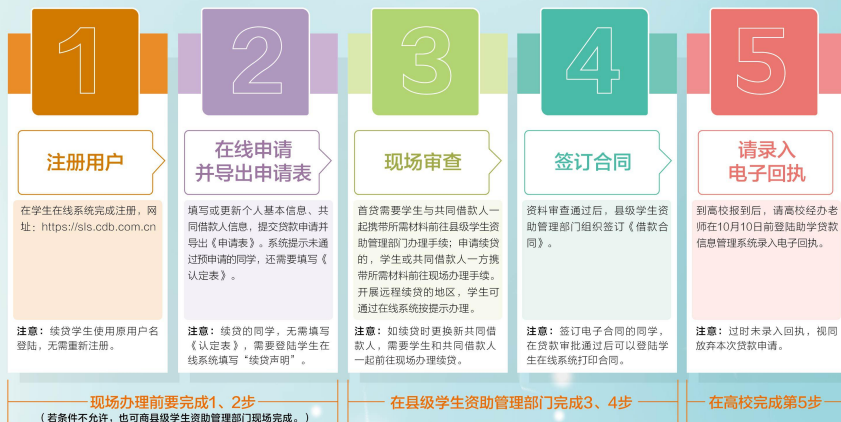 1
注册用户
在学生在线系统完成注册，网
址：https://sls.cdb.com.cn
注意：续贷学生使用原用户名
登陆，无需重新注册。
2
在线申请
并导出申请表
填写或更新个人基本信息、共
同借款人信息，提交贷款申请并
导出《申请表》。系统提示未通
过预申请的同学，还需要填写《
认定表》。
注意：续贷的同学，无需填写
《认定表》，需要登陆学生在
线系统填写“续贷声明”。
3
现场审查
首贷需要学生与共同借款人一
起携带所需材料前往县级学生资
助管理部门办理手续；申请续贷
的，学生或共同借款人一方携
带所需材料前往现场办理手续。
开展远程续贷的地区，学生可
通过在线系统按提示办理。
注意：如续贷时更换新共同借
款人，需要学生和共同借款人
一起前往现场办理续贷。
4
签订合同
资料审查通过后，县级学生资
助管理部门组织签订《借款合
同》。
注意：签订电子合同的同学，
在贷款审批通过后可以登陆学
生在线系统打印合同。
5
请录入
电子回执
到高校报到后，请高校经办老
师在10月10日前登陆助学贷款
信息管理系统录入电子回执。
注意：过时未录入回执，视同
放弃本次贷款申请。
现场办理前要完成1、2步
（若条件不允许，也可商县级学生资助管理部门现场完成。）
在县级学生资助管理部门完成3、4步
在高校完成第5步